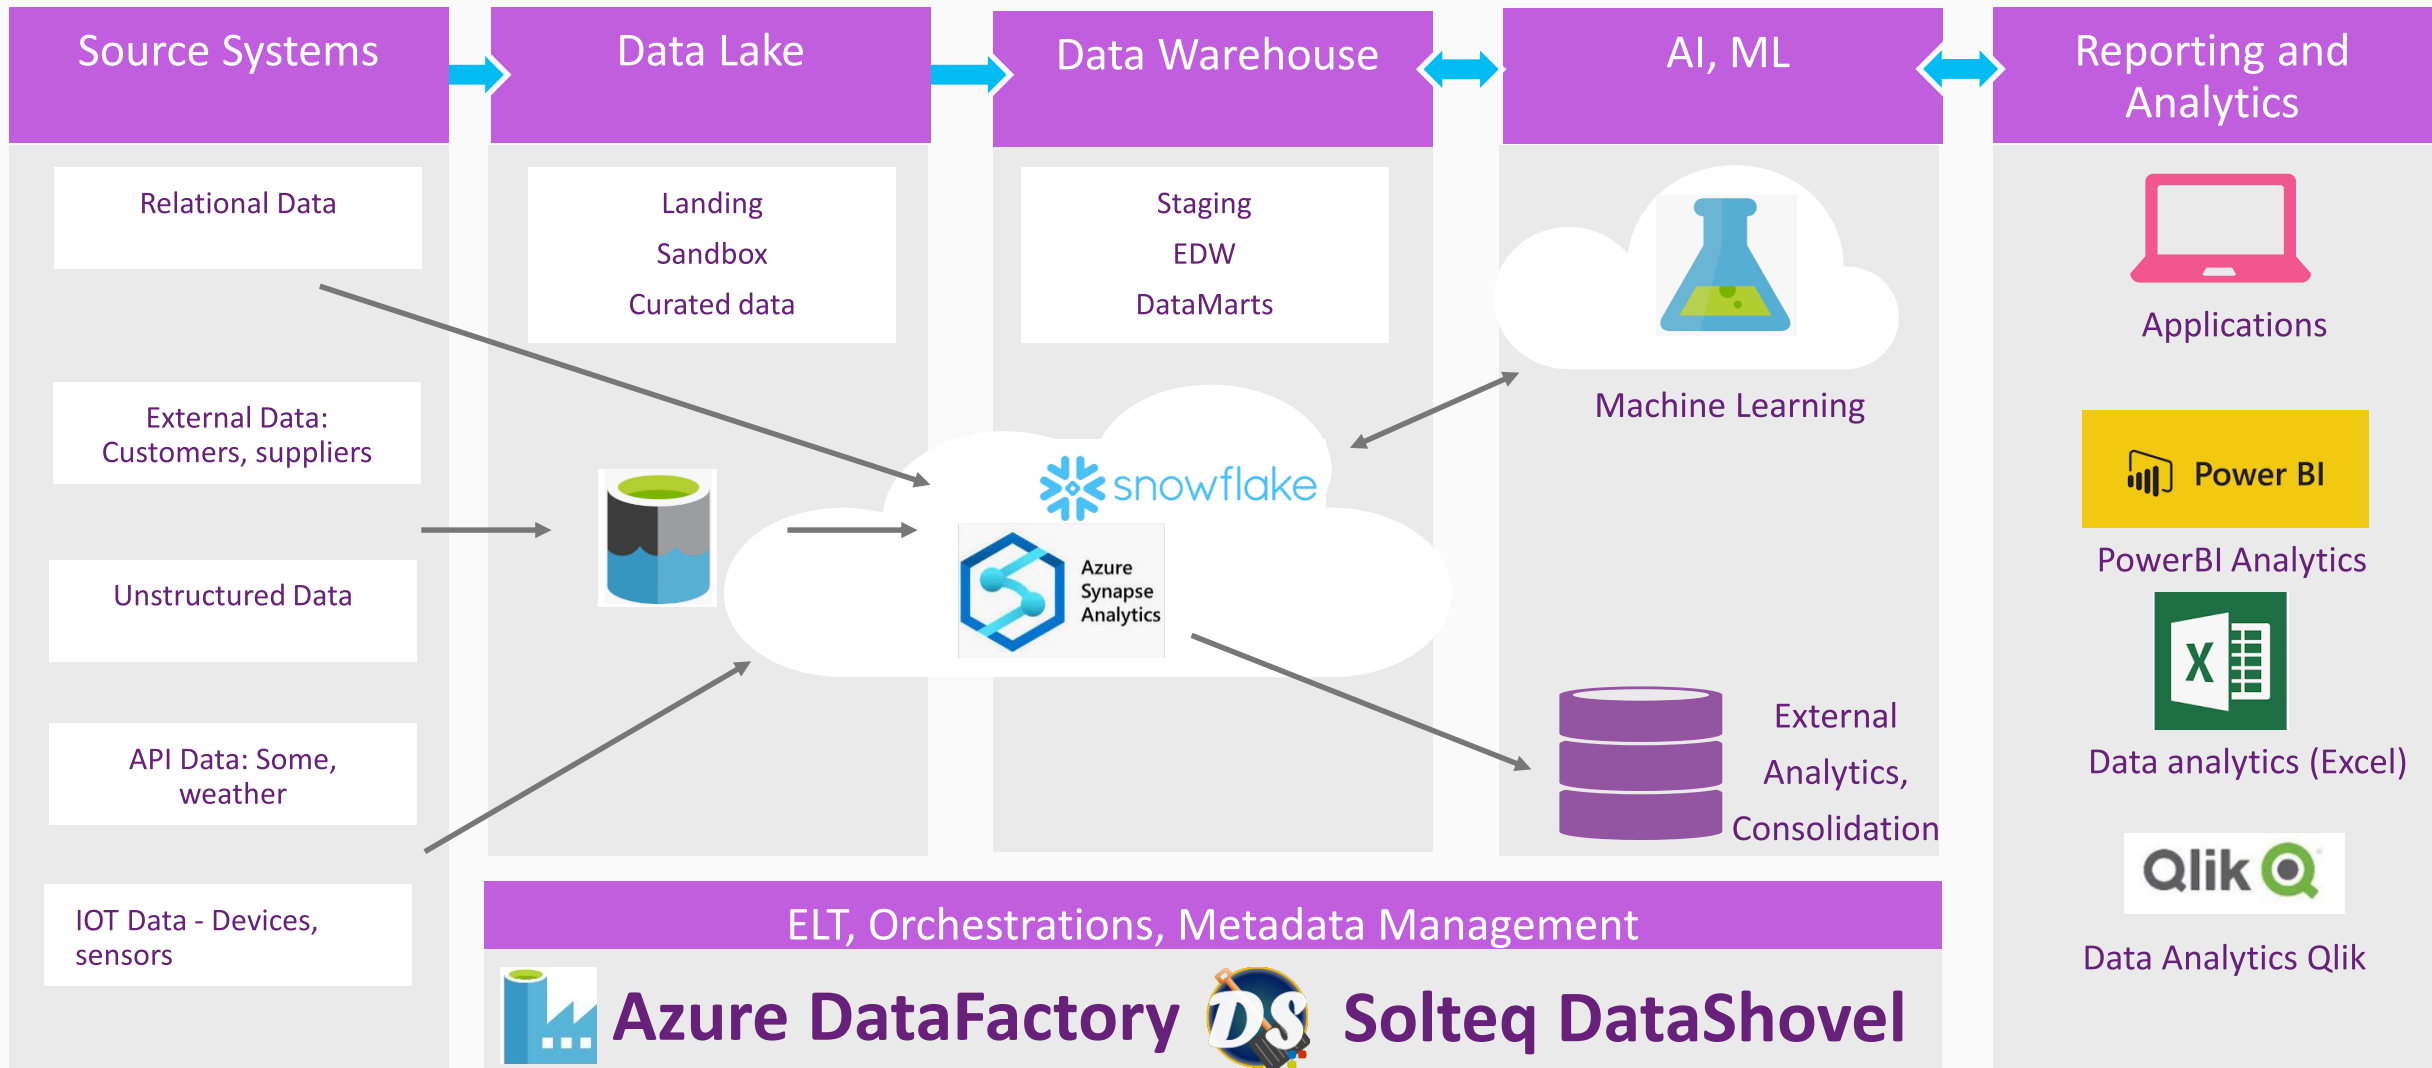 Source Systems
Relational Data
External Data:
Customers, suppliers
Unstructured Data
API Data: Some,
weather
IOT Data - Devices,
sensors
Data Lake
Landing
Sandbox
Curated data
Data Warehouse
Staging
EDW
DataMarts
snowflake
Azure
Synapse
Analytics
AI, ML
Machine Learning
External
Analytics,
Consolidation
Reporting and
Analytics
Applications
Power BI
PowerBI Analytics
X
Data analytics (Excel)
Qlik
Data Analytics Qlik
ELT, Orchestrations, Metadata Management
Azure DataFactory
DS
Solteq DataShovel